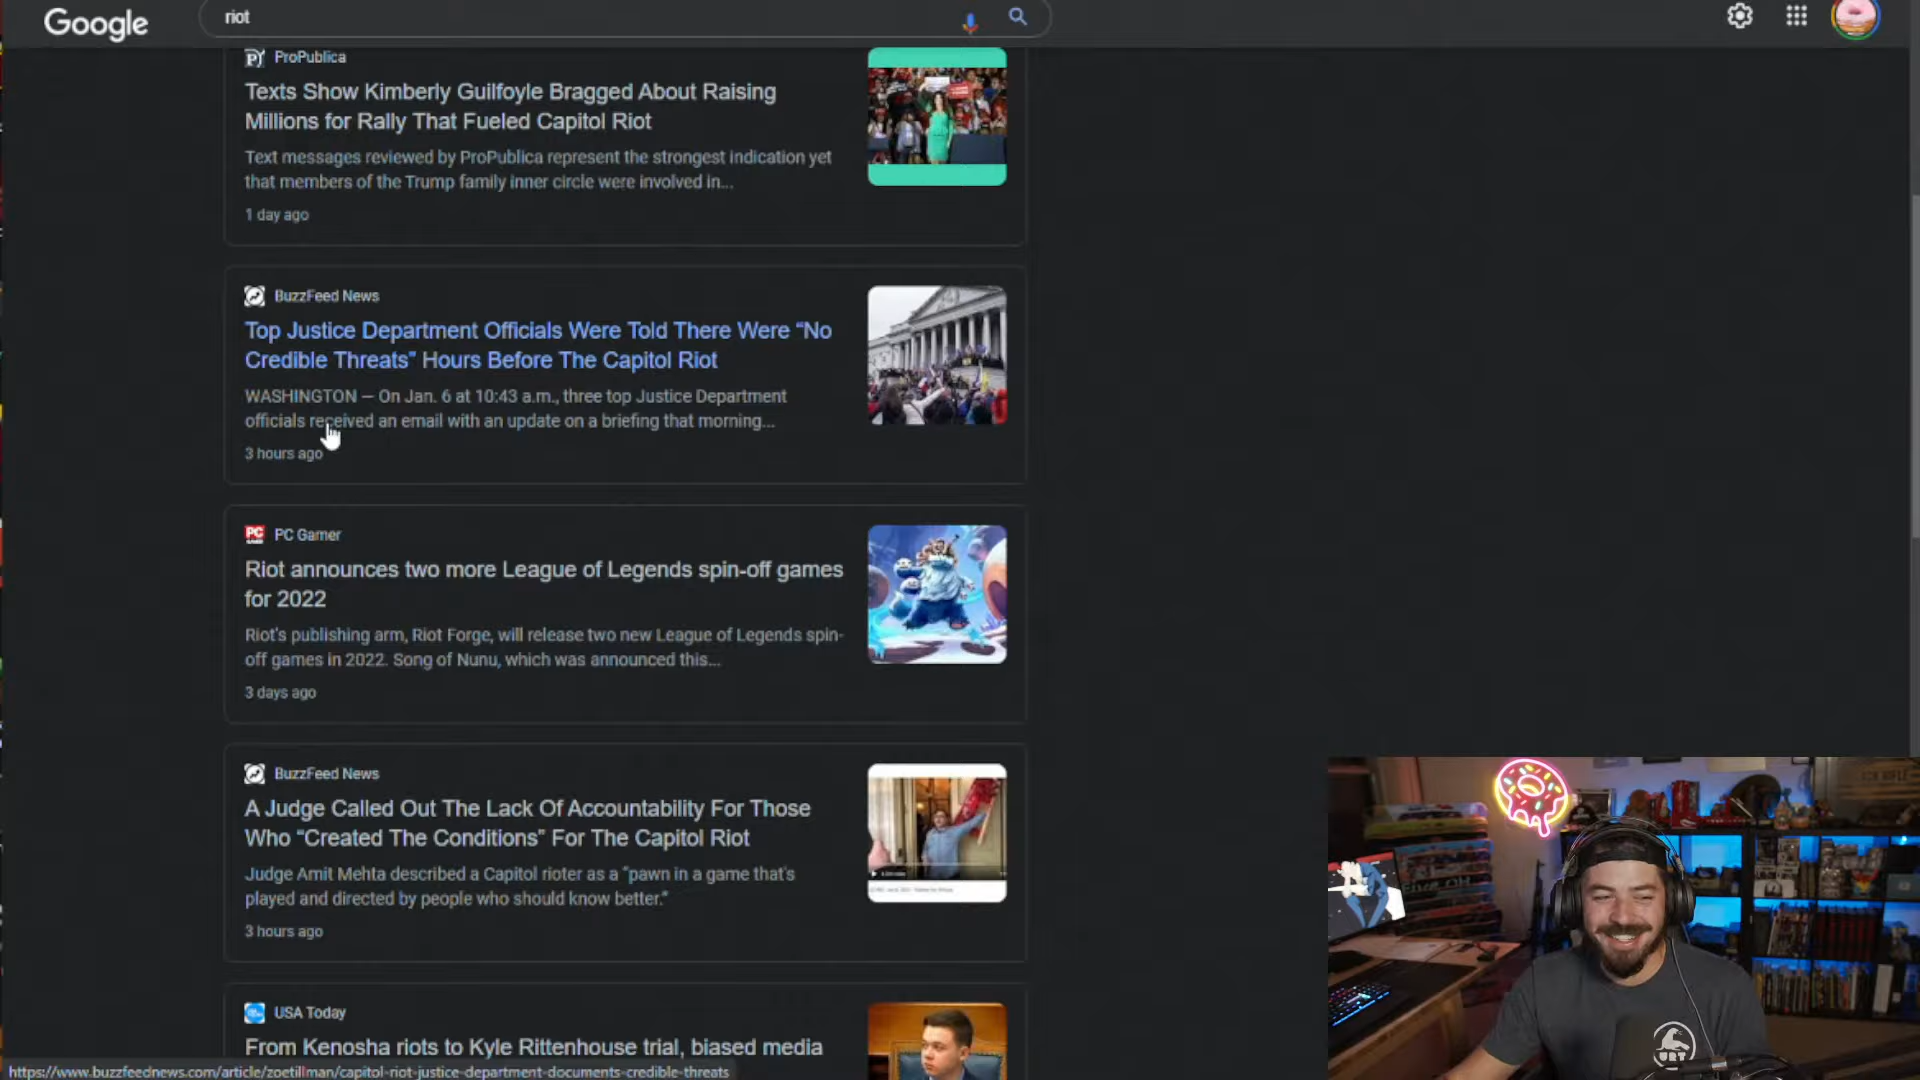 Google
riot
ProPublica
Texts Show Kimberly Guilfoyle Bragged About Raising
Millions for Rally That Fueled Capitol Riot
Text messages reviewed by ProPublica represent the strongest indication yet
that members of the Trump family inner circle were involved in...
1 day ago
BuzzFeed News
Top Justice Department Officials Were Told There Were “No
Credible Threats” Hours Before The Capitol Riot
WASHINGTON — On Jan. 6 at 10:43 a.m., three top Justice Department
officials received an email with an update on a briefing that morning...
3 hours ago
PC Gamer
Riot announces two more League of Legends spin-off games
for 2022
Riot's publishing arm, Riot Forge, will release two new League of Legends spin-
off games in 2022. Song of Nunu, which was announced this...
3 days ago
BuzzFeed News
A Judge Called Out The Lack Of Accountability For Those
Who “Created The Conditions” For The Capitol Riot
Judge Amit Mehta described a Capitol rioter as a “pawn in a game that's
played and directed by people who should know better.”
3 hours ago
USA Today
From Kenosha riots to Kyle Rittenhouse trial, biased media
https://www.buzzfeednews.com/article/zoetillman/capitol-riot-justice-department-documents-credible-threats